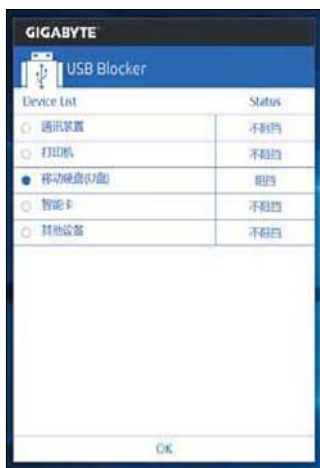 GIGABYTE
USB Blocker
Device List Status
通讯装置 不阻挡
打印机 不阻挡
移动硬盘(U盘) 阻挡
智能卡 不阻挡
其他设备 不阻挡
OK